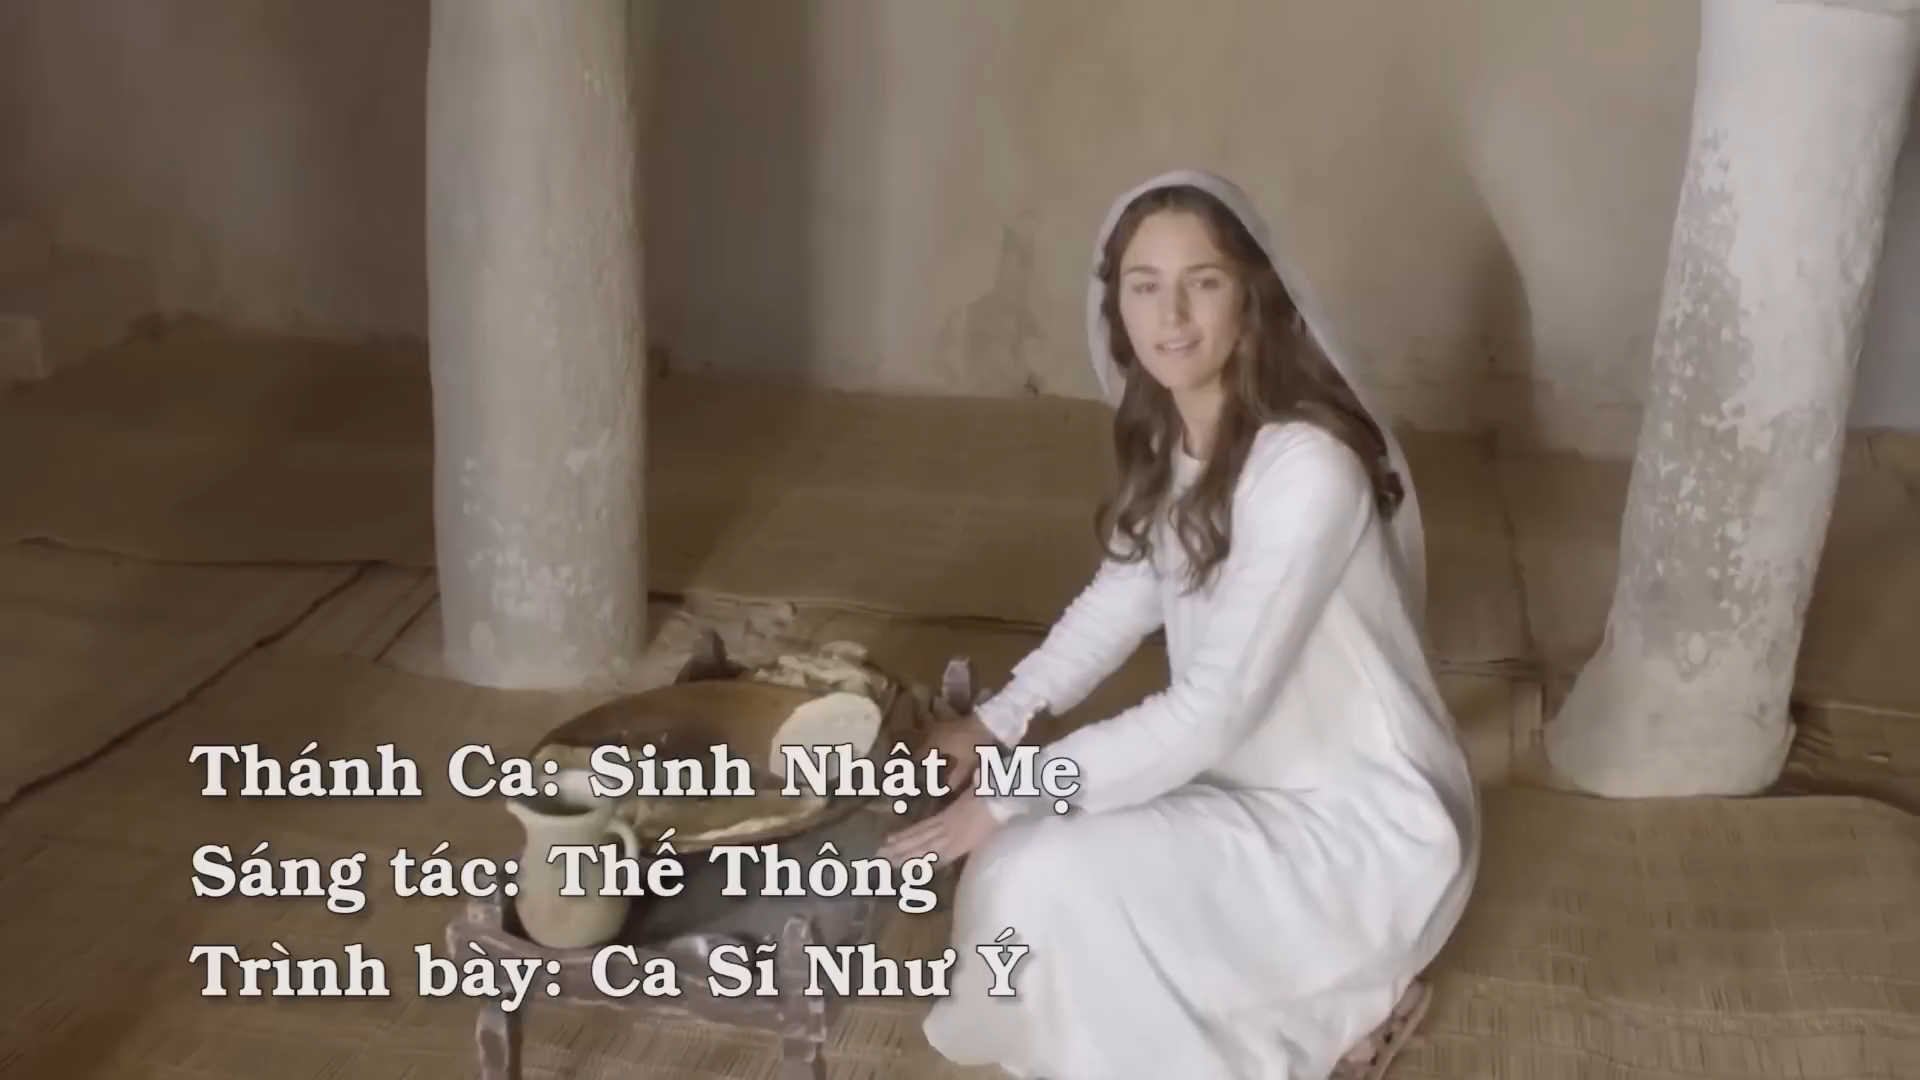 Thánh Ca: Sinh Nhật Mẹ
Sáng tác: Thế Thông
Trình bày: Ca Sĩ Như Ý